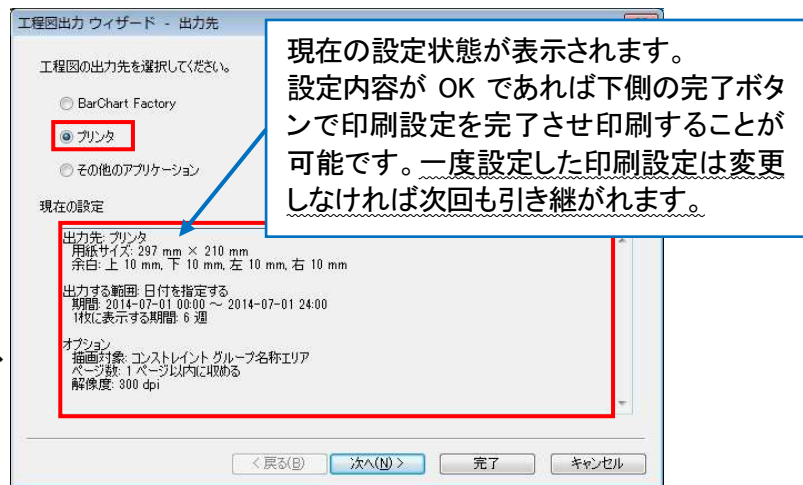 工程図出力 ウィザード - 出力先
現在の設定状態が表示されます。
設定内容が OK であれば下側の完了ボタ
ンで印刷設定を完了させ印刷することが
可能です。一度設定した印刷設定は変更
しなければ次回も引き継がれます。
工程図の出力先を選択してください。
BarChart Factory
プリンタ
その他のアプリケーション
現在の設定
出力先: プリンタ
用紙サイズ: 297 mm × 210 mm
余白: 上 10 mm, 下 10 mm, 左 10 mm, 右 10 mm
出力する範囲: 日付を指定する
期間: 2014-07-01 00:00 ～ 2014-07-01 24:00
1枚に表示する期間: 6 週
オプション
描画対象: コンストレイント グループ名称エリア
ページ数: 1 ページ以内に収める
解像度: 300 dpi
< 戻る(B) 次へ(N) > 完了 キャンセル